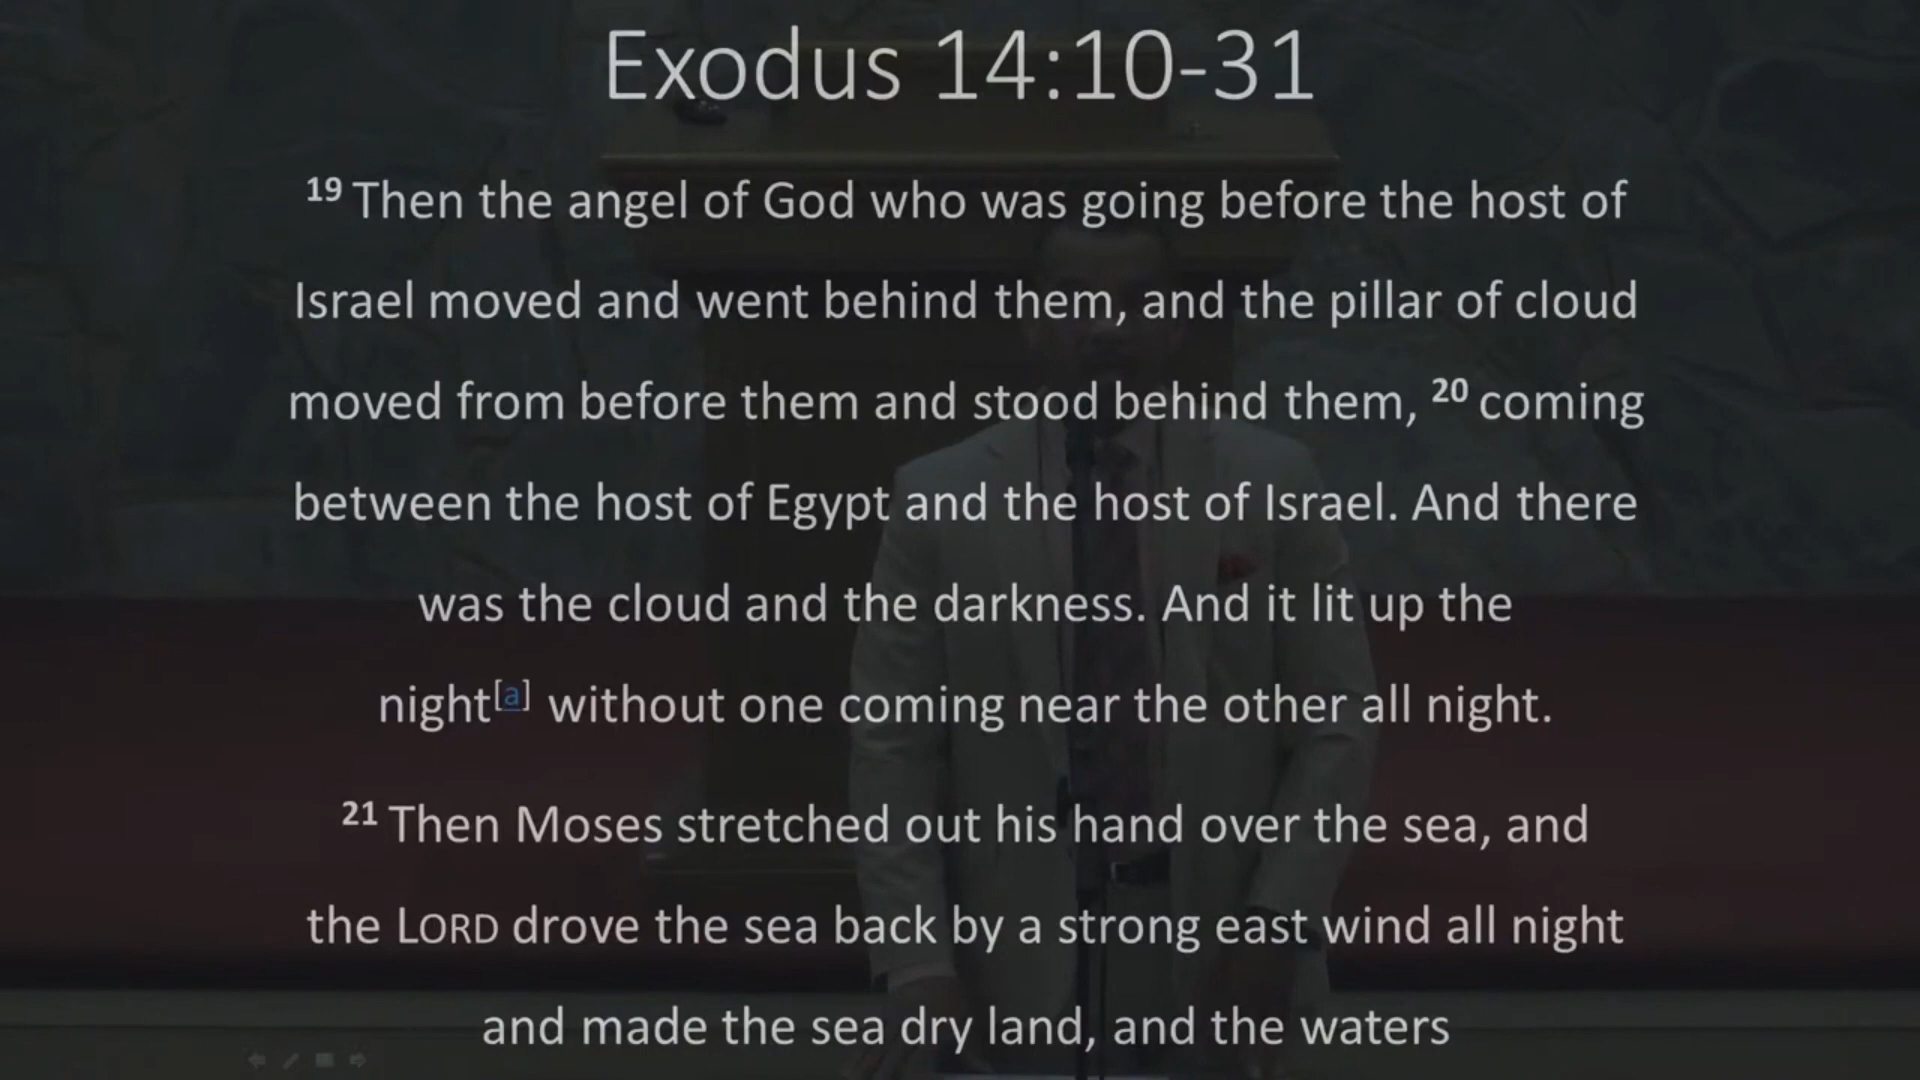 Exodus 14:10-31
19 Then the angel of God who was going before the host of
Israel moved and went behind them, and the pillar of cloud
moved from before them and stood behind them, 20 coming
between the host of Egypt and the host of Israel. And there
was the cloud and the darkness. And it lit up the
night[a] without one coming near the other all night.
21 Then Moses stretched out his hand over the sea, and
the LORD drove the sea back by a strong east wind all night
and made the sea dry land, and the waters